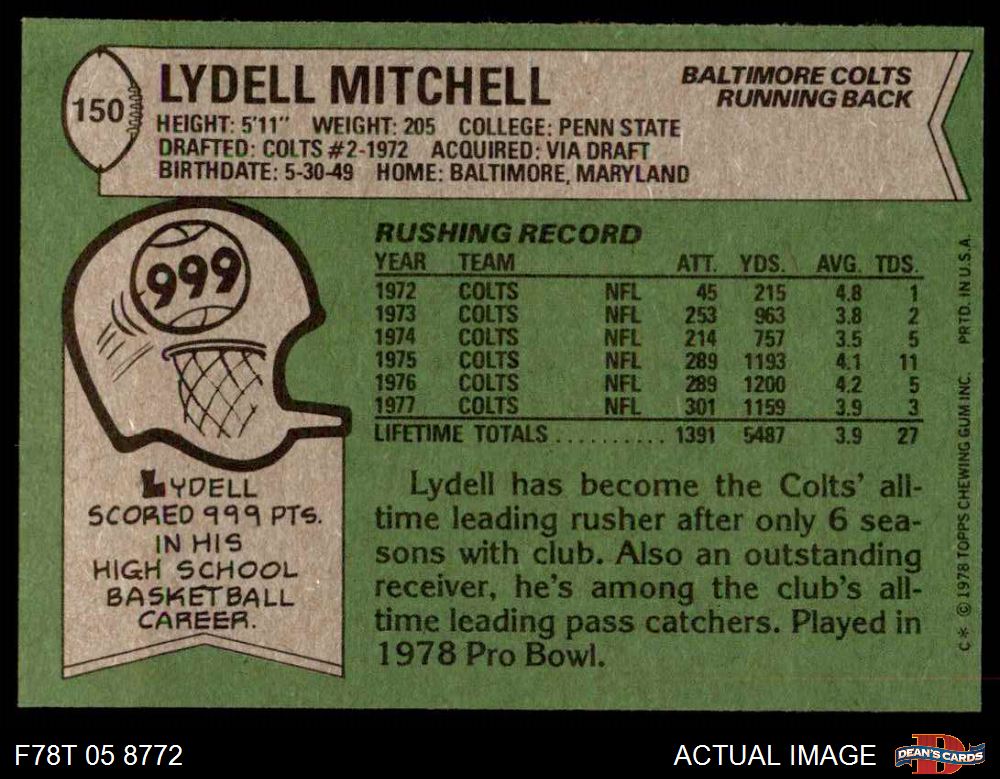 150
LYDELL MITCHELL
BALTIMORE COLTS
RUNNING BACK
HEIGHT: 5'11" WEIGHT: 205 COLLEGE: PENN STATE
DRAFTED: COLTS #2-1972 ACQUIRED: VIA DRAFT
BIRTHDATE: 5-30-49 HOME: BALTIMORE, MARYLAND
999
LYDELL
SCORED 999 PTS.
IN HIS
HIGH SCHOOL
BASKETBALL
CAREER.
RUSHING RECORD
YEAR TEAM ATT. YDS. AVG. TDS.
1972 COLTS NFL 45 215 4.8 1
1973 COLTS NFL 253 963 3.8 2
1974 COLTS NFL 214 757 3.5 5
1975 COLTS NFL 289 1193 4.1 11
1976 COLTS NFL 289 1200 4.2 5
1977 COLTS NFL 301 1159 3.9 3
LIFETIME TOTALS .......... 1391 5487 3.9 27
Lydell has become the Colts' all-
time leading rusher after only 6 sea-
sons with club. Also an outstanding
receiver, he's among the club's all-
time leading pass catchers. Played in
1978 Pro Bowl.
C* © 1978 TOPPS CHEWING GUM INC. PRTD. IN U.S.A.
F78T 05 8772
ACTUAL IMAGE
DEAN'S CARDS